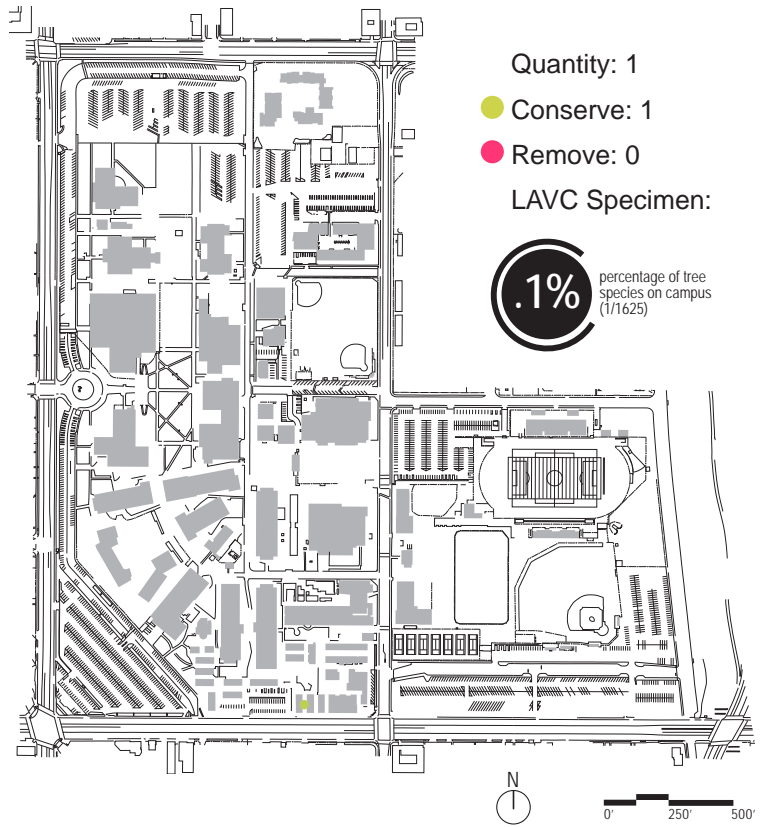 Quantity: 1
Conserve: 1
Remove: 0
LAVC Specimen:
.1%
percentage of tree
species on campus
(1/1625)
N
0' 250' 500'